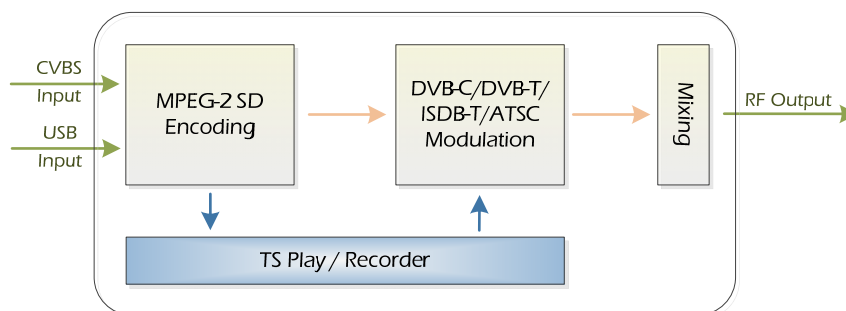 CVBS
Input
USB
Input
MPEG-2 SD
Encoding
DVB-C/DVB-T/
ISDB-T/ATSC
Modulation
Mixing
RF Output
TS Play / Recorder